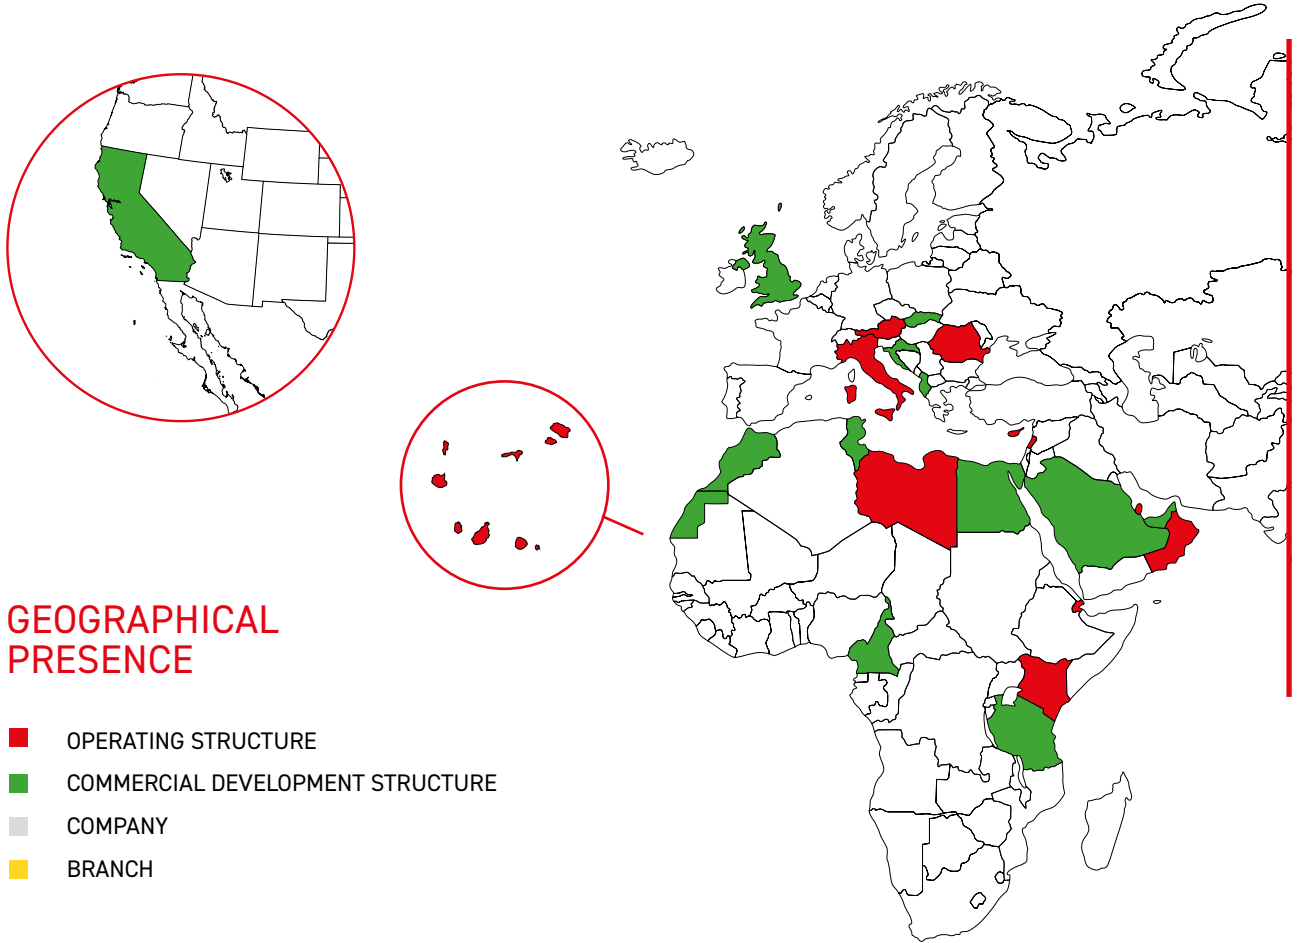 GEOGRAPHICAL
PRESENCE
OPERATING STRUCTURE
COMMERCIAL DEVELOPMENT STRUCTURE
COMPANY
BRANCH